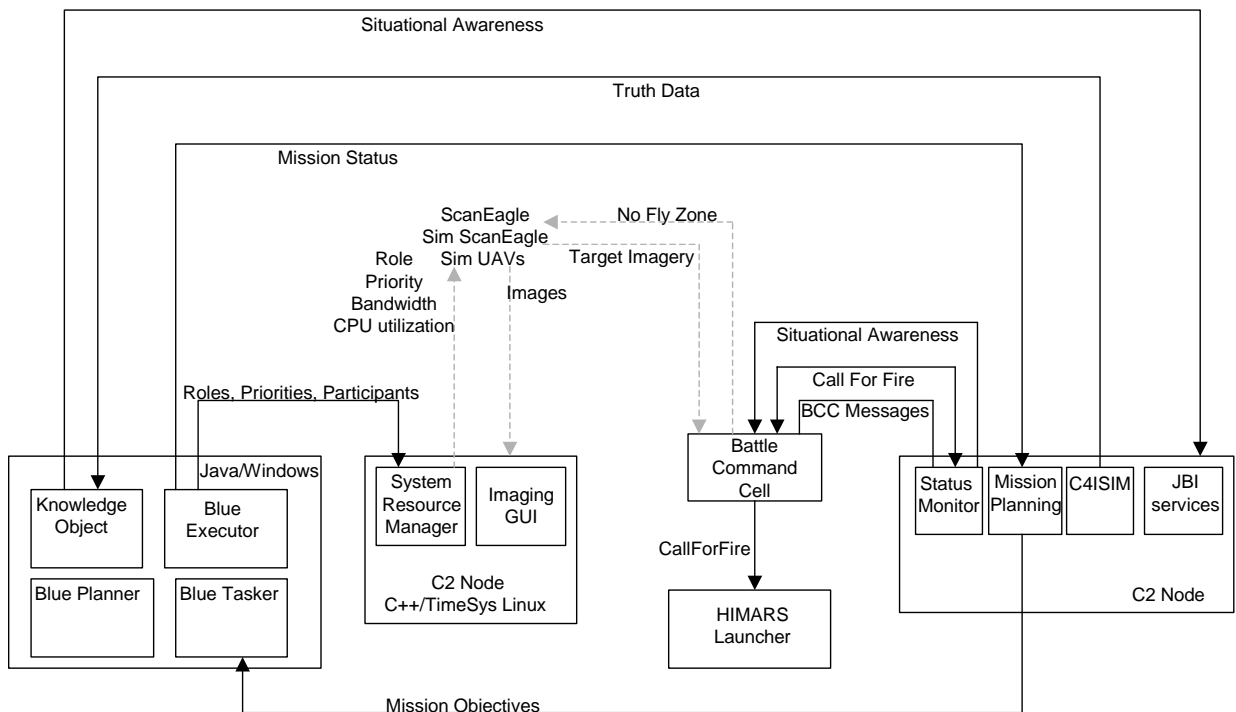 Situational Awareness
Truth Data
Mission Status
ScanEagle
Sim ScanEagle
Sim UAVs
No Fly Zone
Target Imagery
Role
Priority
Bandwidth
CPU utilization
Images
Situational Awareness
Call For Fire
BCC Messages
Roles, Priorities, Participants
Java/Windows
Knowledge
Object
Blue
Executor
Blue Planner
Blue Tasker
System
Resource
Manager
Imaging
GUI
C2 Node
C++/TimeSys Linux
Battle
Command
Cell
CallForFire
HIMARS
Launcher
Status
Monitor
Mission
Planning
C4ISIM
JBI
services
C2 Node
Mission Objectives